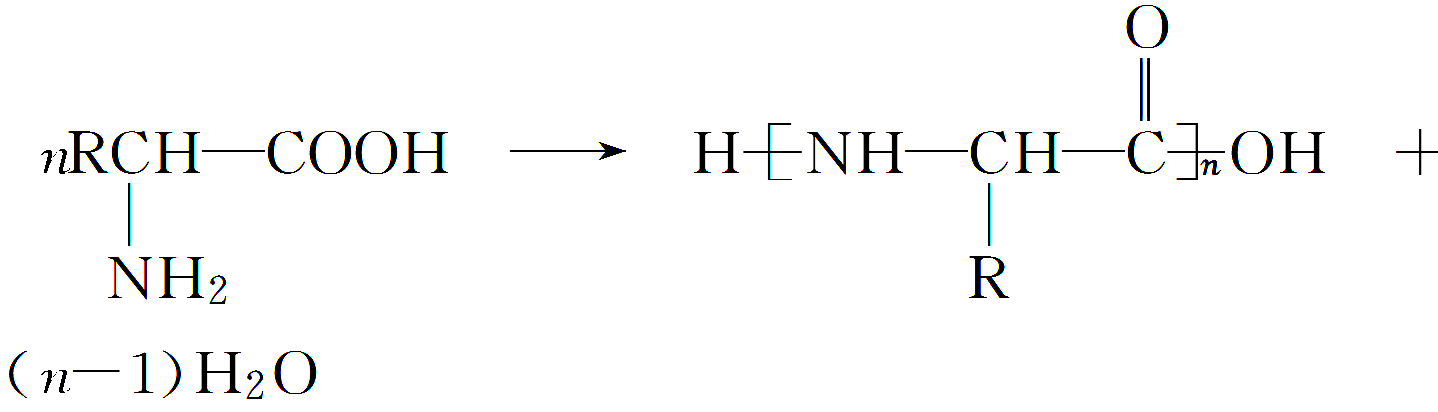 O
nRCH—COOH ⟶ H⁅NH—CH—C⁆nOH +
NH₂ R
(n−1)H₂O